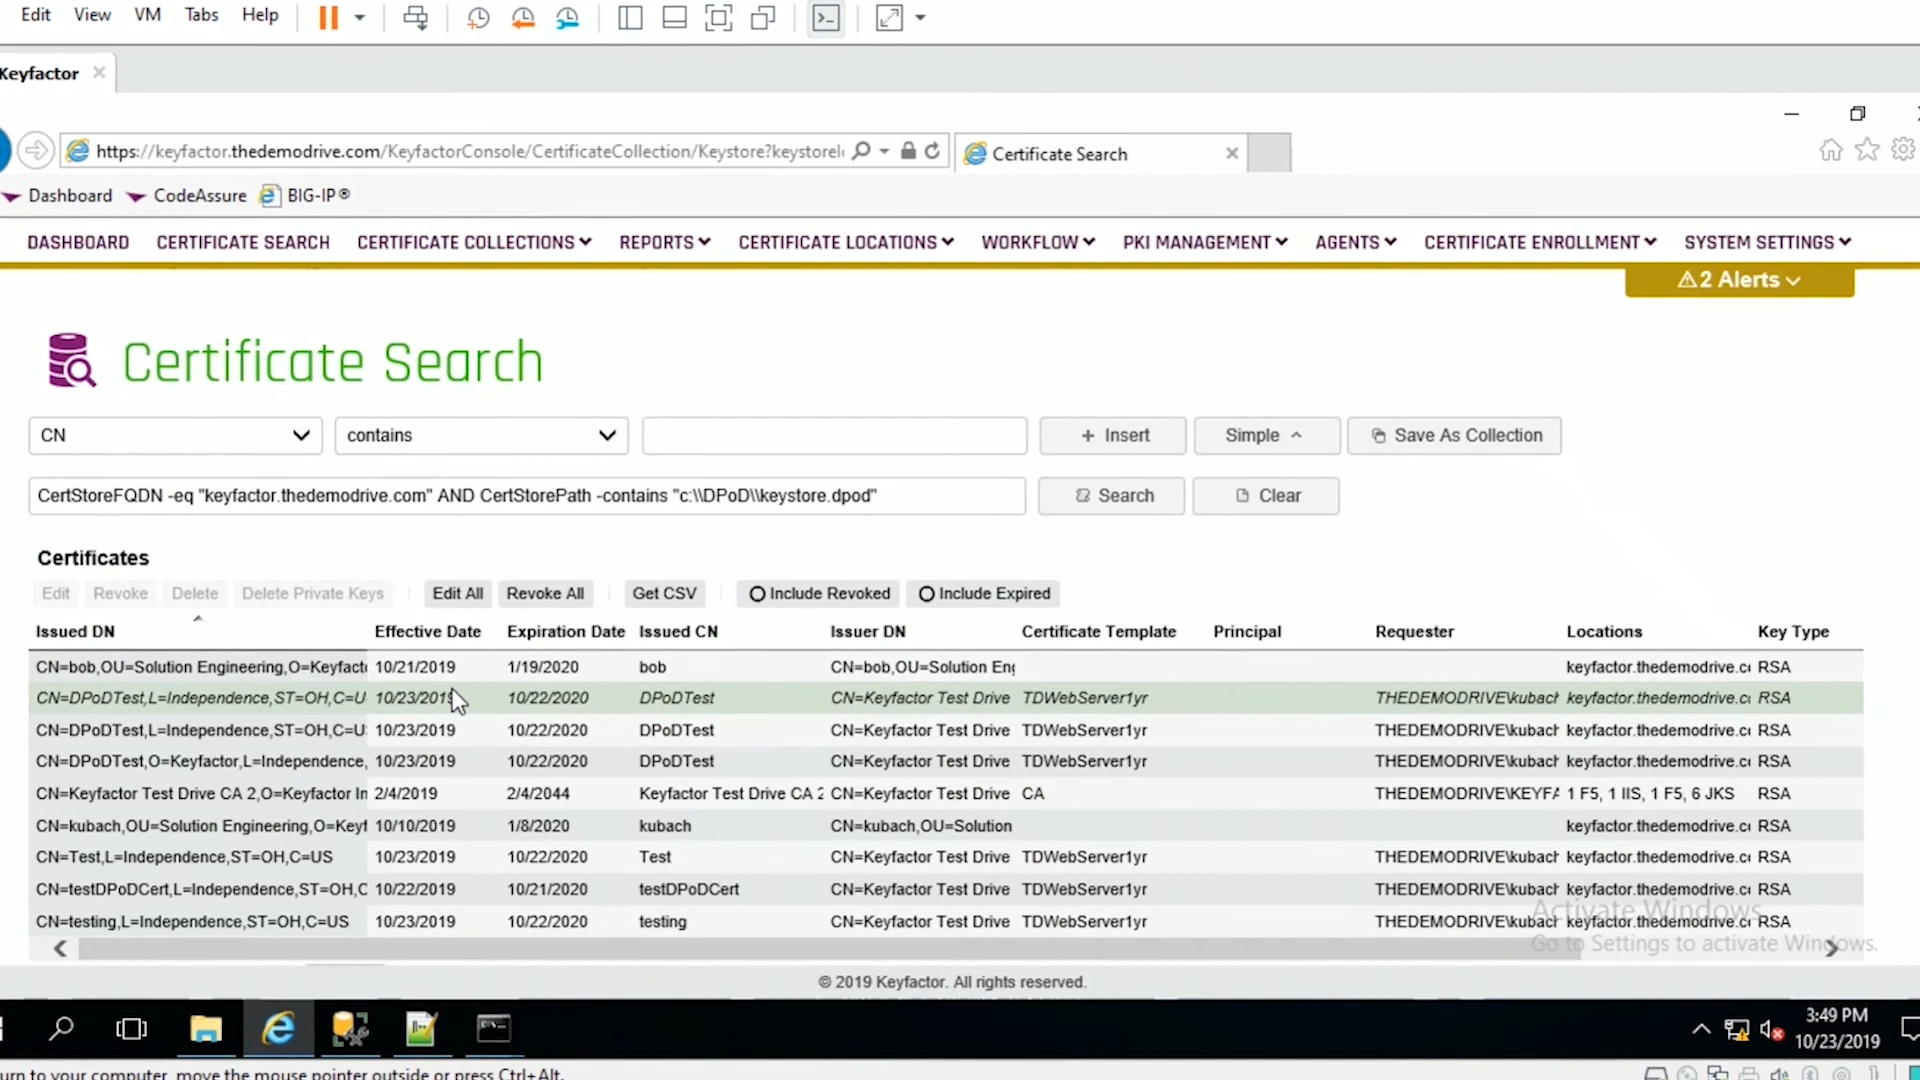 Edit View VM Tabs Help
Keyfactor
https://keyfactor.thedemodrive.com/KeyfactorConsole/CertificateCollection/Keystore?keystoreI
Certificate Search
Dashboard CodeAssure BIG-IP®
DASHBOARD CERTIFICATE SEARCH CERTIFICATE COLLECTIONS REPORTS CERTIFICATE LOCATIONS WORKFLOW PKI MANAGEMENT AGENTS CERTIFICATE ENROLLMENT SYSTEM SETTINGS
2 Alerts
Certificate Search
CN contains + Insert Simple Save As Collection
CertStoreFQDN -eq "keyfactor.thedemodrive.com" AND CertStorePath -contains "c:\\DPoD\\keystore.dpod" Search Clear
Certificates
Edit Revoke Delete Delete Private Keys Edit All Revoke All Get CSV Include Revoked Include Expired
Issued DN Effective Date Expiration Date Issued CN Issuer DN Certificate Template Principal Requester Locations Key Type
CN=bob,OU=Solution Engineering,O=Keyfact 10/21/2019 1/19/2020 bob CN=bob,OU=Solution Eng keyfactor.thedemodrive.c RSA
CN=DPoDTest,L=Independence,ST=OH,C=U 10/23/2019 10/22/2020 DPoDTest CN=Keyfactor Test Drive TDWebServer1yr THEDEMODRIVE\kubach keyfactor.thedemodrive.c RSA
CN=DPoDTest,L=Independence,ST=OH,C=U 10/23/2019 10/22/2020 DPoDTest CN=Keyfactor Test Drive TDWebServer1yr THEDEMODRIVE\kubach keyfactor.thedemodrive.c RSA
CN=DPoDTest,O=Keyfactor,L=Independence, 10/23/2019 10/22/2020 DPoDTest CN=Keyfactor Test Drive TDWebServer1yr THEDEMODRIVE\kubach keyfactor.thedemodrive.c RSA
CN=Keyfactor Test Drive CA 2,O=Keyfactor In 2/4/2019 2/4/2044 Keyfactor Test Drive CA 2 CN=Keyfactor Test Drive CA THEDEMODRIVE\KEYFA 1 F5, 1 IIS, 1 F5, 6 JKS RSA
CN=kubach,OU=Solution Engineering,O=Keyf 10/10/2019 1/8/2020 kubach CN=kubach,OU=Solution keyfactor.thedemodrive.c RSA
CN=Test,L=Independence,ST=OH,C=US 10/23/2019 10/22/2020 Test CN=Keyfactor Test Drive TDWebServer1yr THEDEMODRIVE\kubach keyfactor.thedemodrive.c RSA
CN=testDPoDCert,L=Independence,ST=OH,C 10/22/2019 10/21/2020 testDPoDCert CN=Keyfactor Test Drive TDWebServer1yr THEDEMODRIVE\kubach keyfactor.thedemodrive.c RSA
CN=testing,L=Independence,ST=OH,C=US 10/23/2019 10/22/2020 testing CN=Keyfactor Test Drive TDWebServer1yr THEDEMODRIVE\kubach keyfactor.thedemodrive.c RSA
Activate Windows
Go to Settings to activate Windows.
© 2019 Keyfactor. All rights reserved.
3:49 PM
10/23/2019
urn to your computer, move the mouse pointer outside or press Ctrl+Alt.